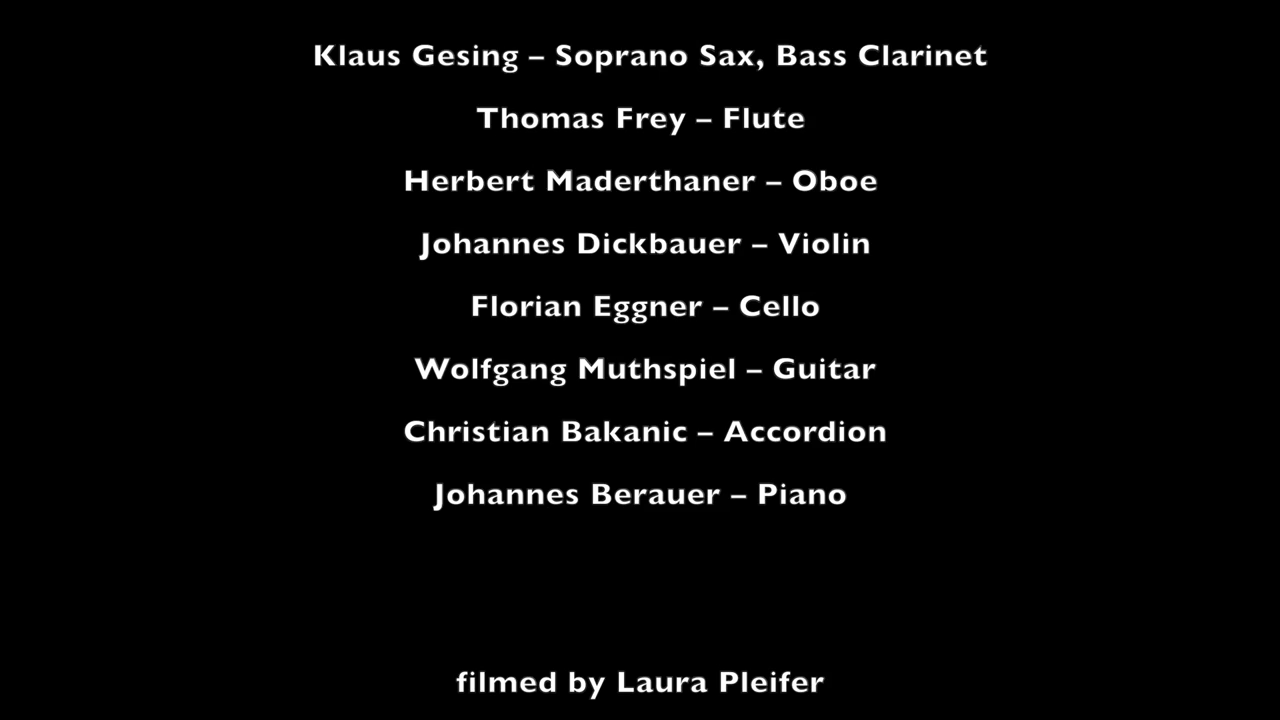 Klaus Gesing – Soprano Sax, Bass Clarinet
Thomas Frey – Flute
Herbert Maderthaner – Oboe
Johannes Dickbauer – Violin
Florian Eggner – Cello
Wolfgang Muthspiel – Guitar
Christian Bakanic – Accordion
Johannes Berauer – Piano
filmed by Laura Pleifer